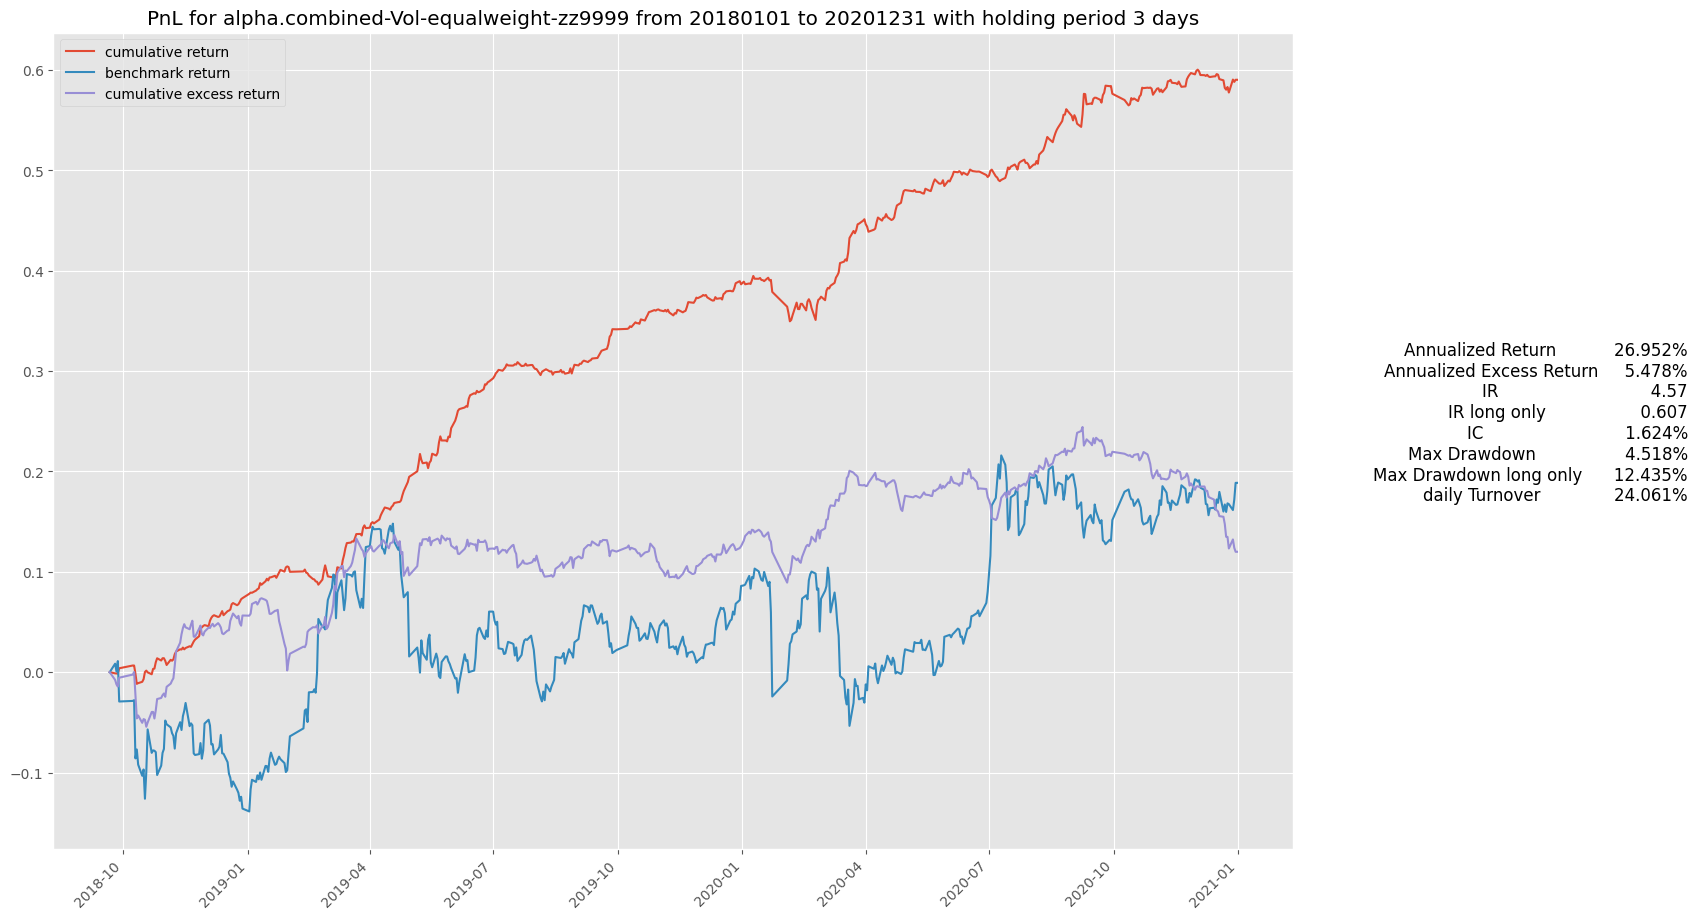 PnL for alpha.combined-Vol-equalweight-zz9999 from 20180101 to 20201231 with holding period 3 days
cumulative return
benchmark return
cumulative excess return
0.6
0.5
0.4
0.3
0.2
0.1
0.0
−0.1
2018-10
2019-01
2019-04
2019-07
2019-10
2020-01
2020-04
2020-07
2020-10
2021-01
Annualized Return 26.952%
Annualized Excess Return 5.478%
IR 4.57
IR long only 0.607
IC 1.624%
Max Drawdown 4.518%
Max Drawdown long only 12.435%
daily Turnover 24.061%